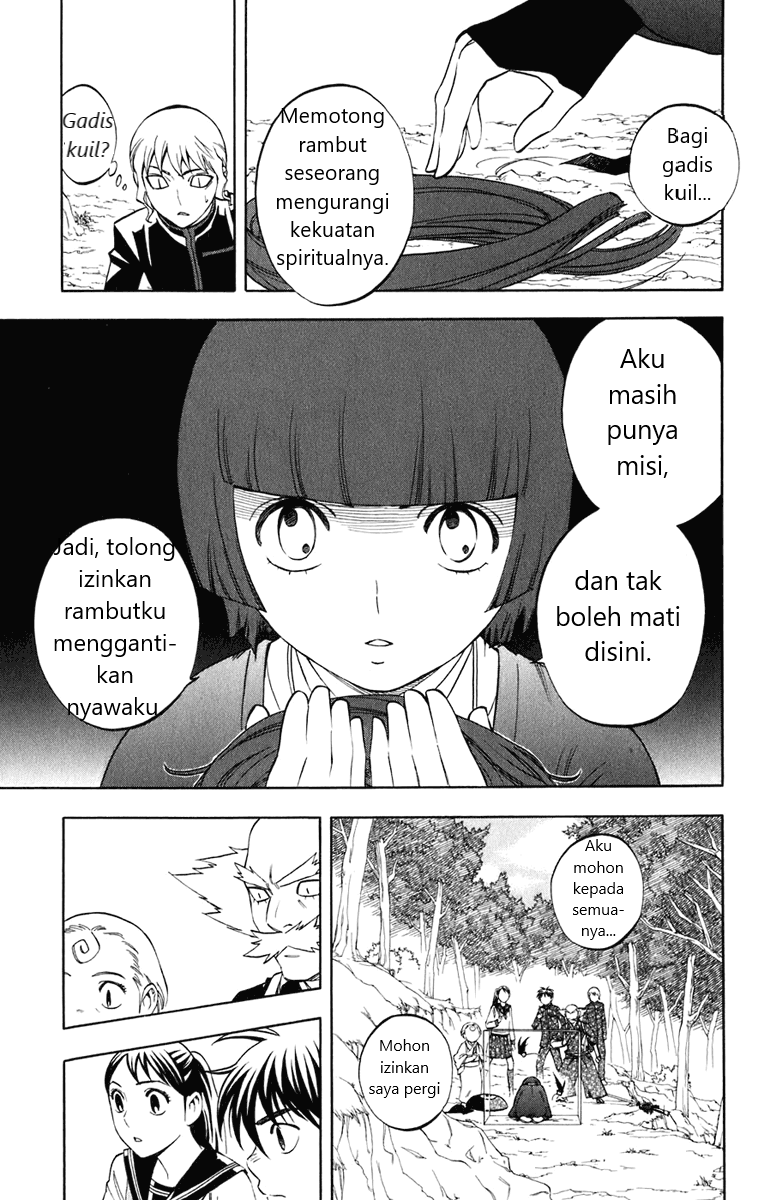 Bagi
gadis
kuil...
Memotong
rambut
seseorang
mengurangi
kekuatan
spiritualnya.
Gadis
kuil?
Aku
masih
punya
misi,
dan tak
boleh mati
disini.
Jadi, tolong
izinkan
rambutku
mengganti-
kan
nyawaku
Aku
mohon
kepada
semua-
nya...
Mohon
izinkan
saya pergi